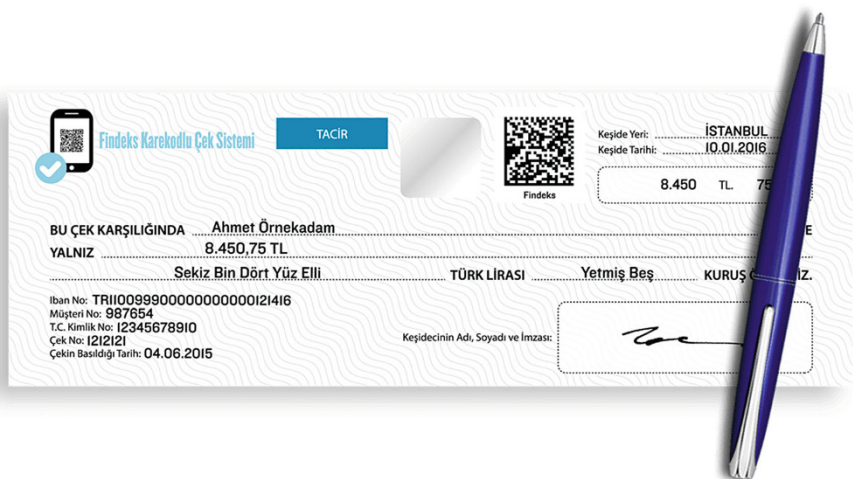 Findeks Karekodlu Çek Sistemi
TACİR
Findeks
Keşide Yeri: İSTANBUL
Keşide Tarihi: 10.01.2016
8.450 TL. 75
BU ÇEK KARŞILIĞINDA Ahmet Örnekadam E
YALNIZ 8.450,75 TL
Sekiz Bin Dört Yüz Elli TÜRK LİRASI Yetmiş Beş KURUŞ İZ.
Iban No: TR11009990000000000121416
Müşteri No: 987654
T.C. Kimlik No: 12345678910
Çek No: 1212121
Çekin Basıldığı Tarih: 04.06.2015
Keşidecinin Adı, Soyadı ve İmzası: